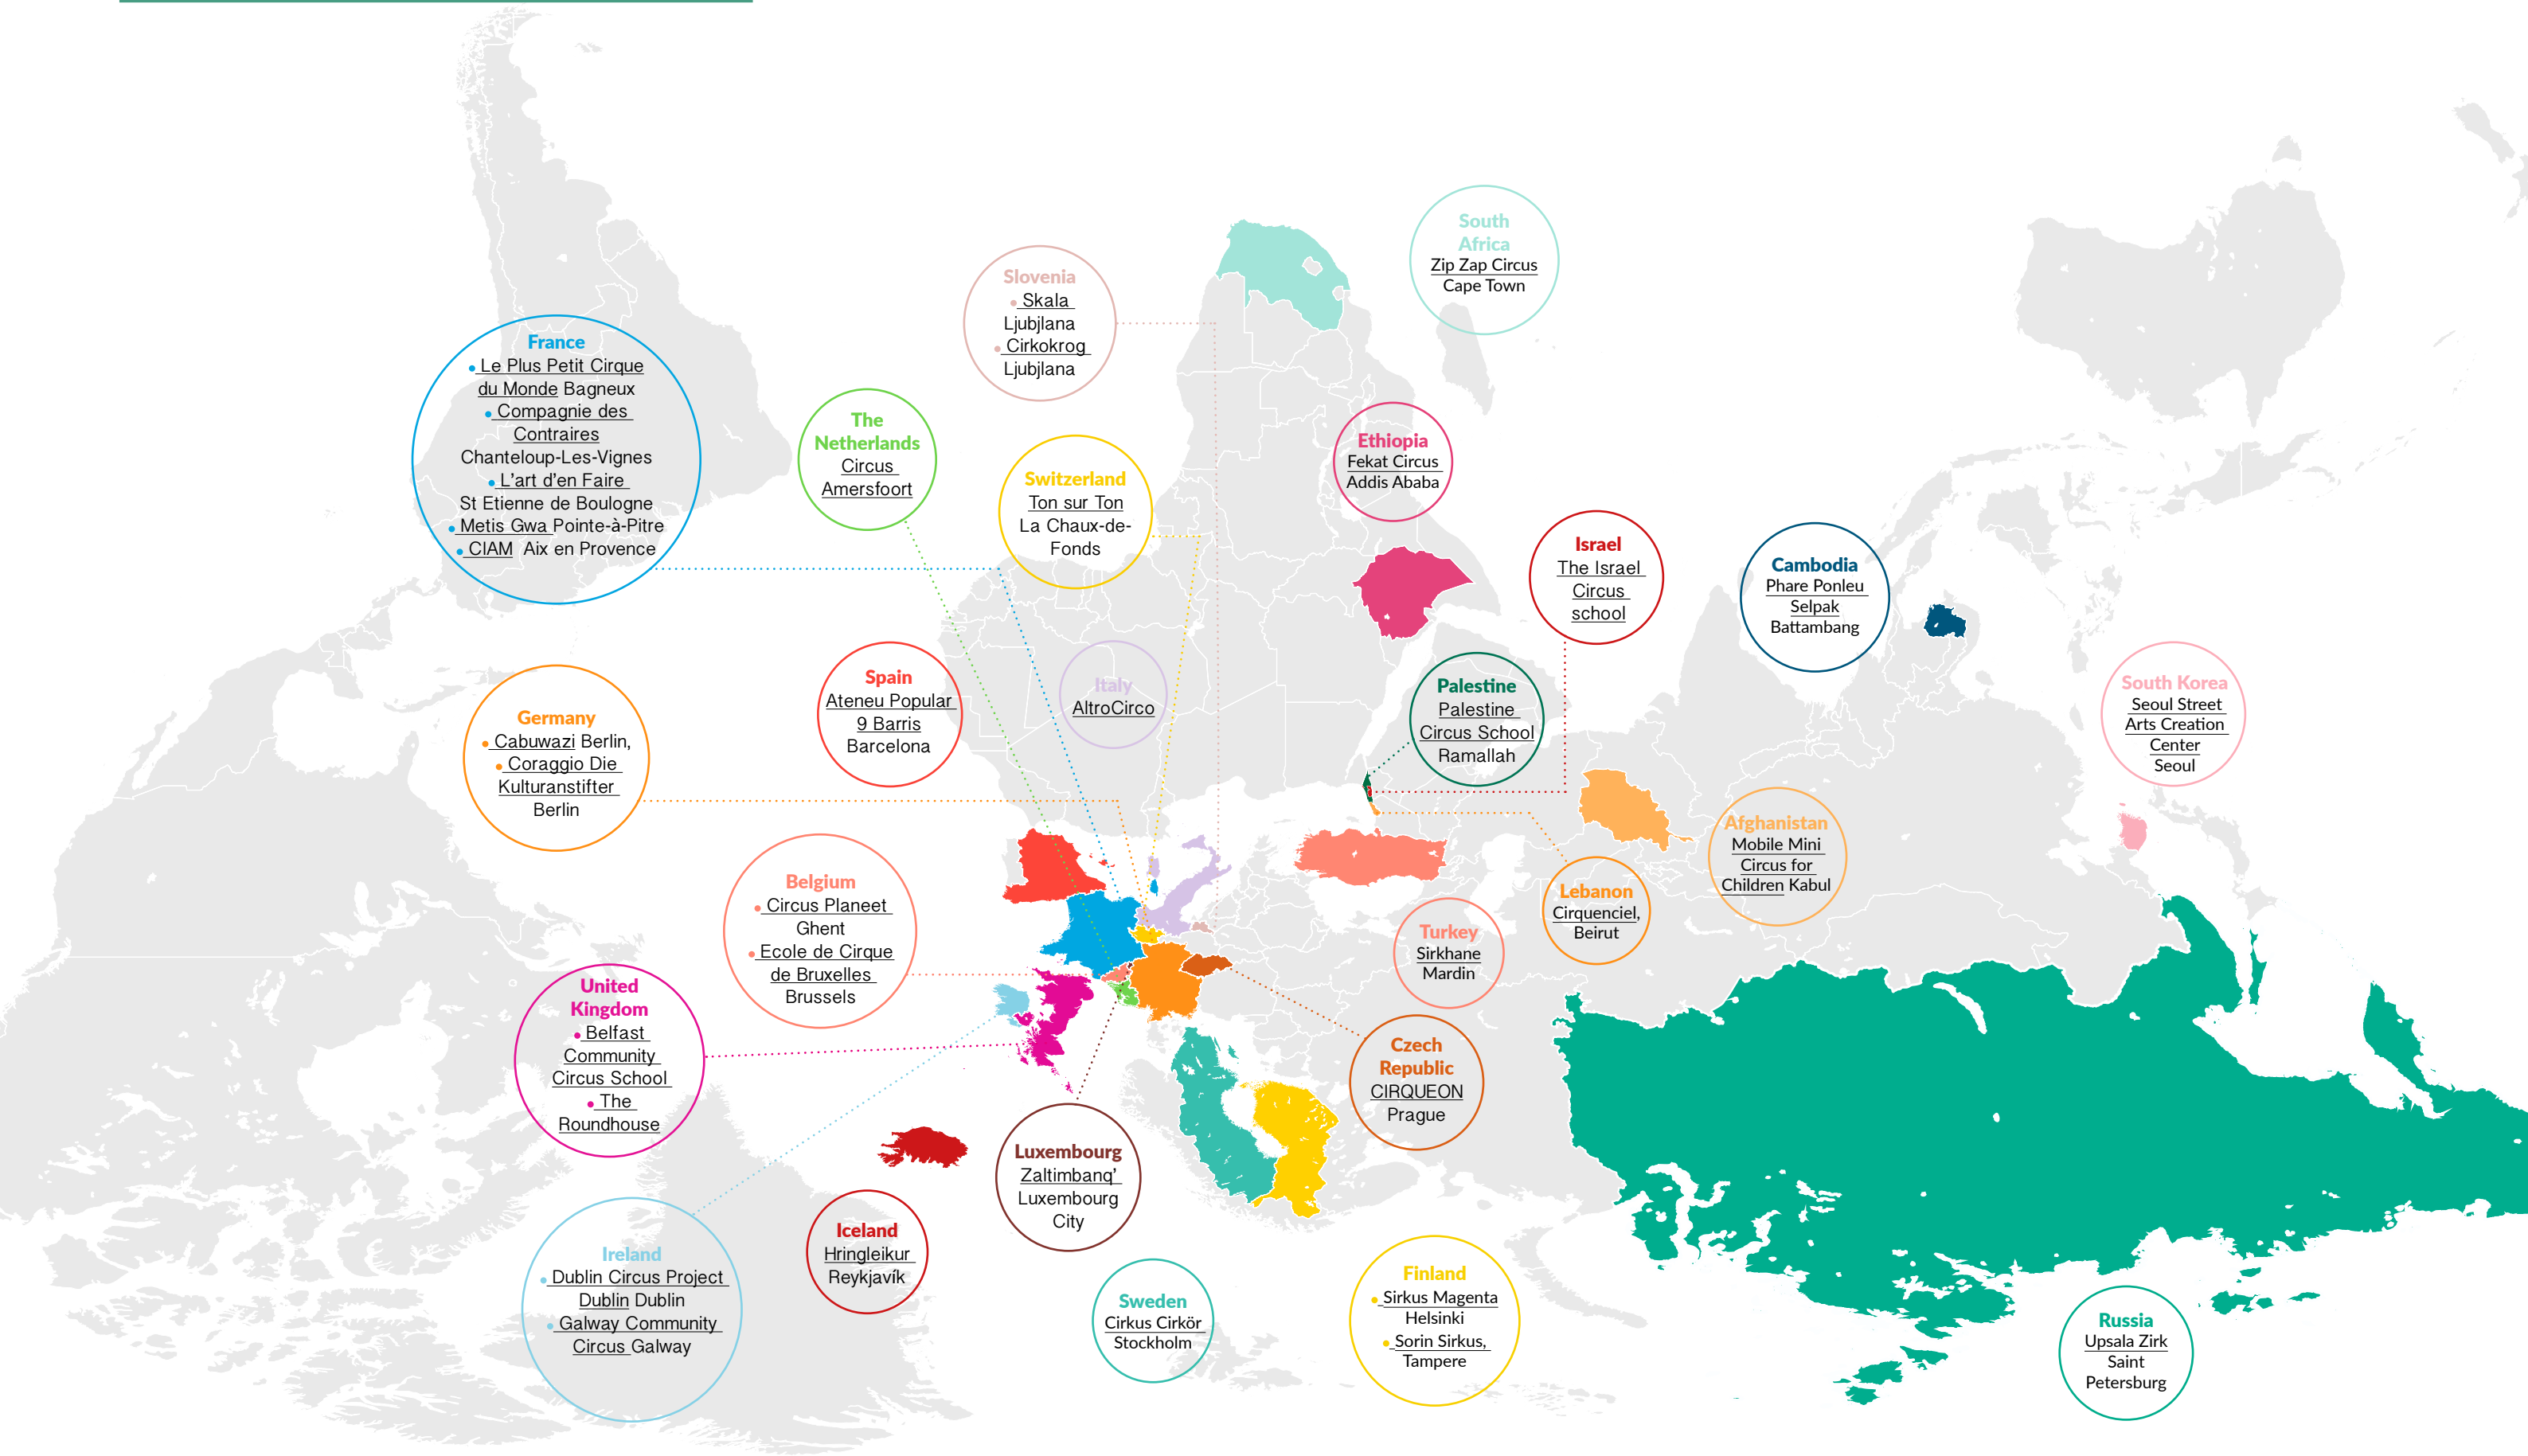 South
Africa
Zip Zap Circus
Cape Town
Slovenia
• Skala
Ljubjlana
• Cirkokrog
Ljubjlana
France
• Le Plus Petit Cirque
du Monde Bagneux
• Compagnie des
Contraires
Chanteloup-Les-Vignes
• L’art d’en Faire
St Etienne de Boulogne
• Metis Gwa Pointe-à-Pitre
• CIAM Aix en Provence
The
Netherlands
Circus
Amersfoort
Switzerland
Ton sur Ton
La Chaux-de-
Fonds
Ethiopia
Fekat Circus
Addis Ababa
Israel
The Israel
Circus
school
Cambodia
Phare Ponleu
Selpak
Battambang
Germany
• Cabuwazi Berlin,
• Coraggio Die
Kulturanstifter
Berlin
Spain
Ateneu Popular
9 Barris
Barcelona
Italy
AltroCirco
Palestine
Palestine
Circus School
Ramallah
South Korea
Seoul Street
Arts Creation
Center
Seoul
Belgium
• Circus Planeet
Ghent
• Ecole de Cirque
de Bruxelles
Brussels
Turkey
Sirkhane
Mardin
Lebanon
Cirquenciel,
Beirut
Afghanistan
Mobile Mini
Circus for
Children Kabul
United
Kingdom
• Belfast
Community
Circus School
• The
Roundhouse
Czech
Republic
CIRQUEON
Prague
Luxembourg
Zaltimbanq’
Luxembourg
City
Iceland
Hringleikur
Reykjavík
Ireland
• Dublin Circus Project
Dublin Dublin
• Galway Community
Circus Galway
Sweden
Cirkus Cirkör
Stockholm
Finland
• Sirkus Magenta
Helsinki
• Sorin Sirkus,
Tampere
Russia
Upsala Zirk
Saint
Petersburg